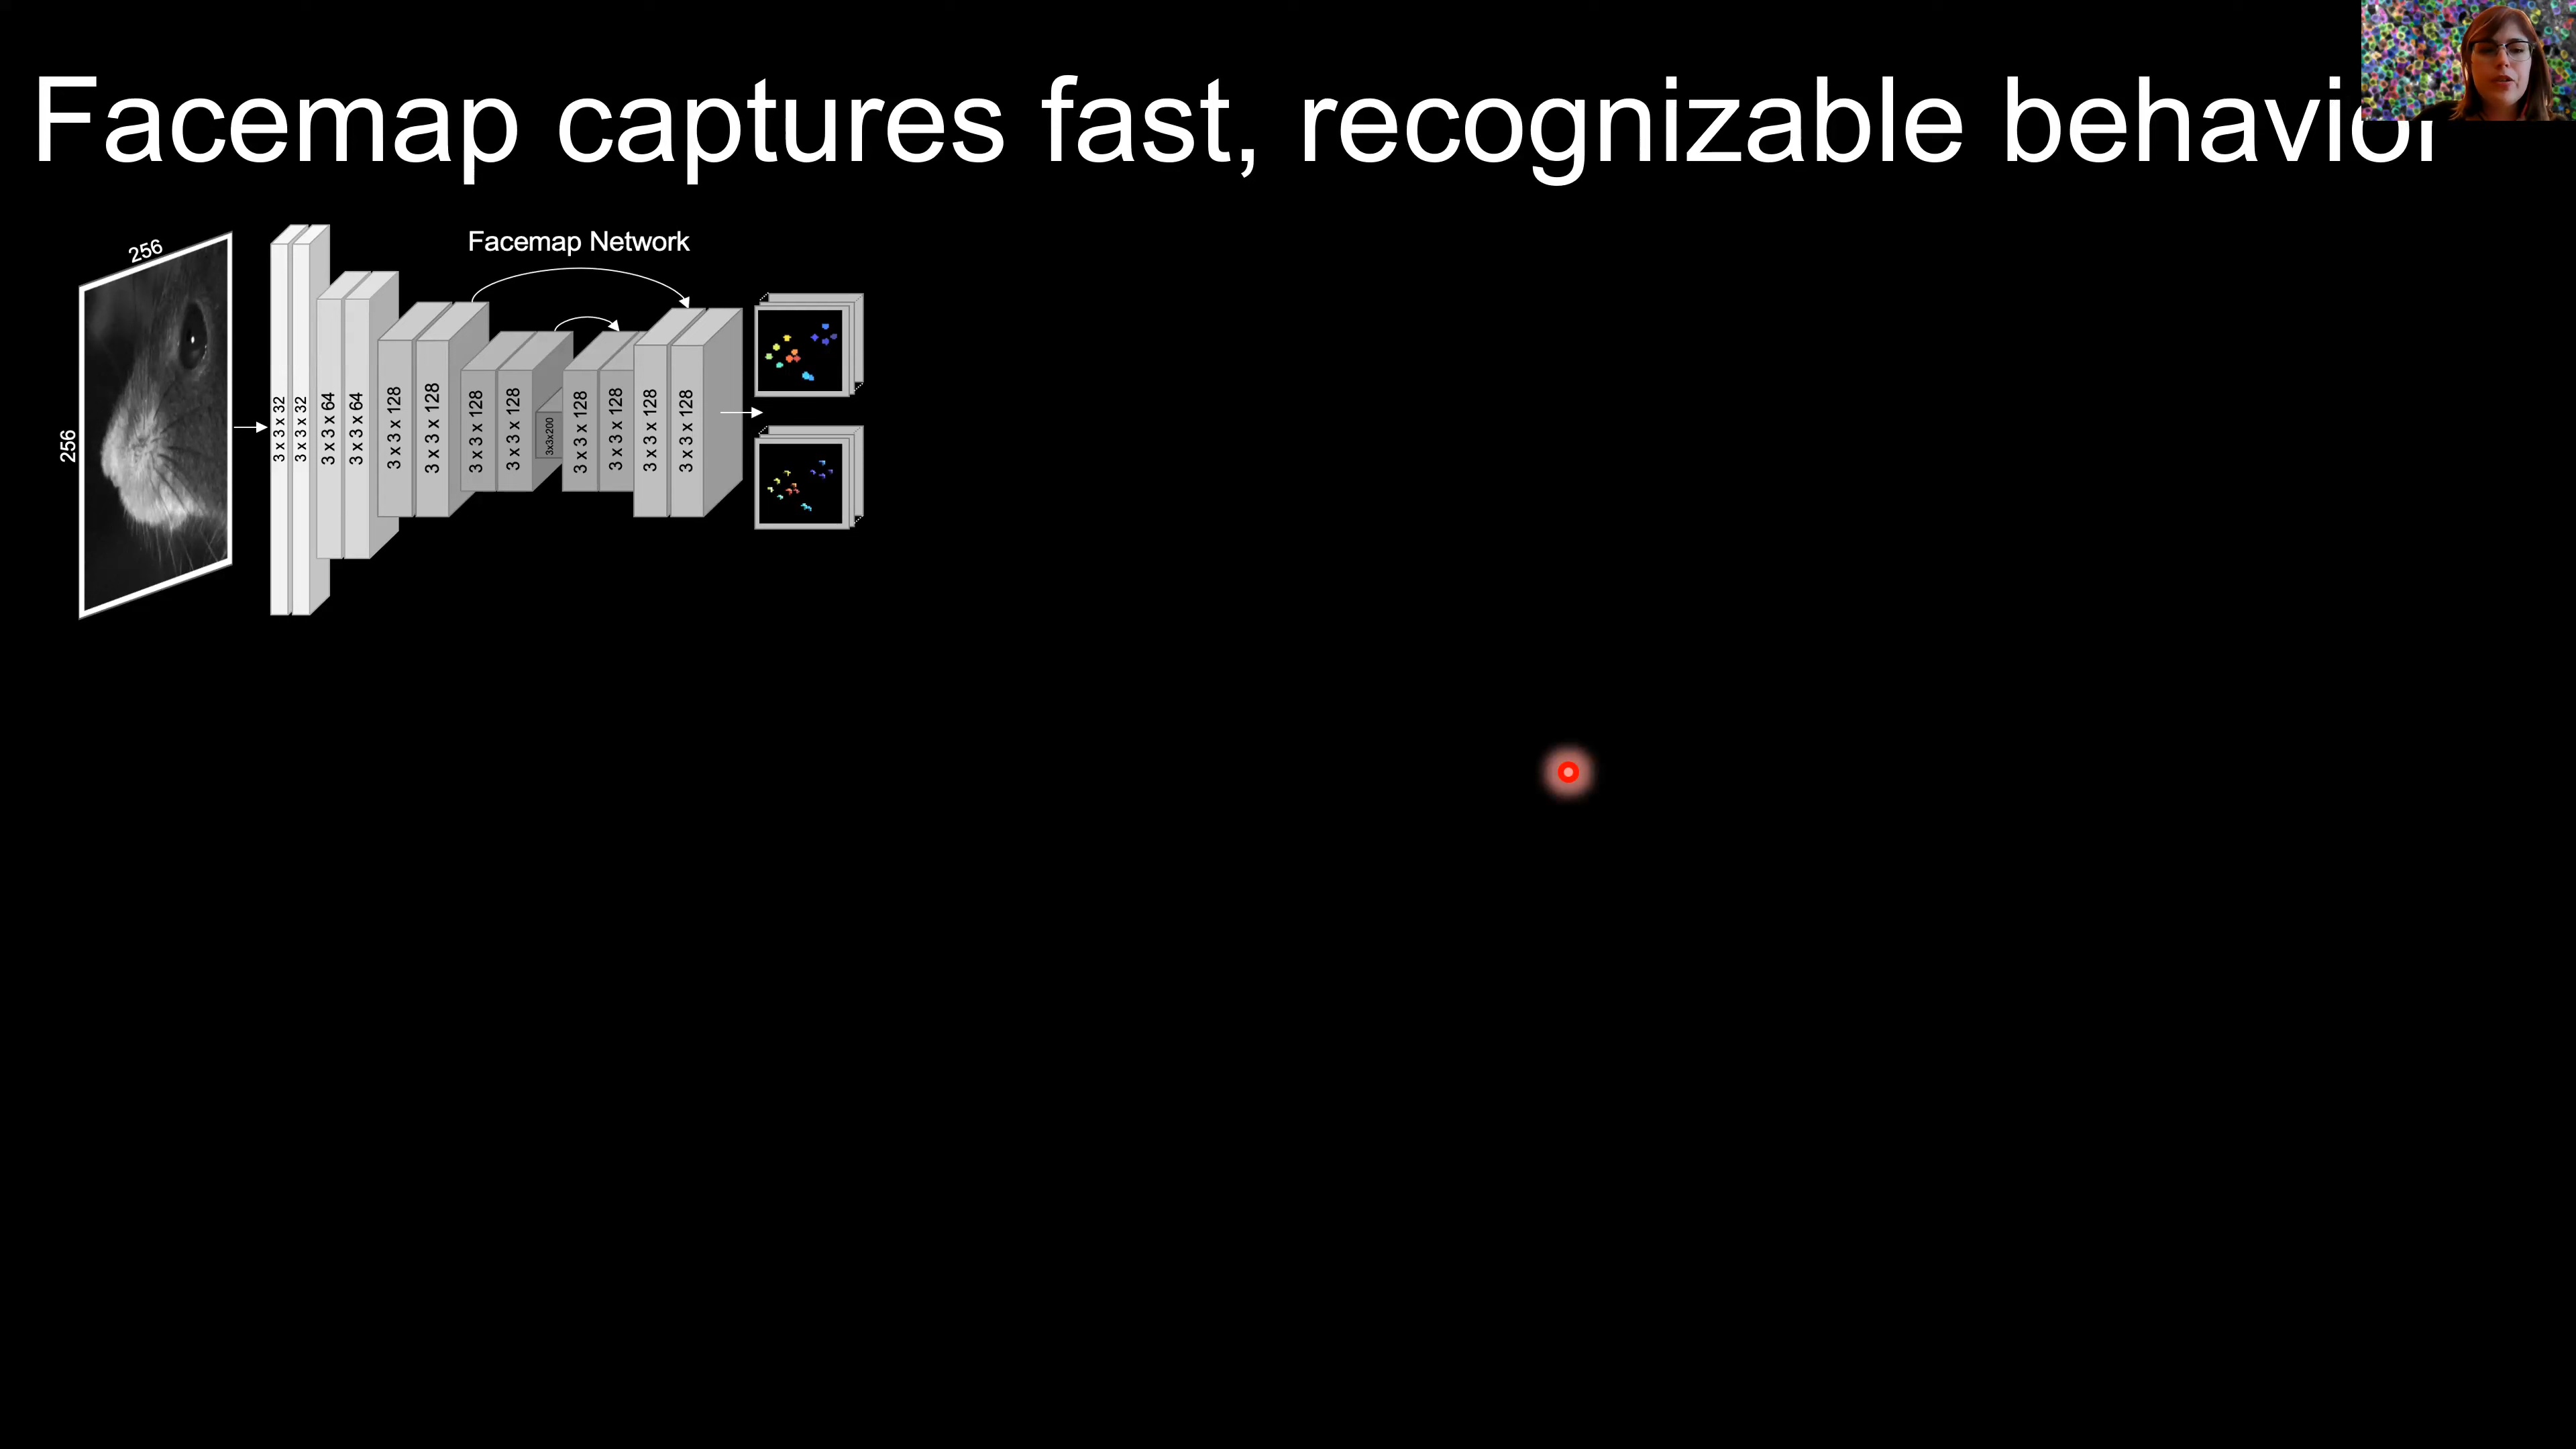 Facemap captures fast, recognizable behavior
Facemap Network
256
256
3 x 3 x 32
3 x 3 x 32
3 x 3 x 64
3 x 3 x 64
3 x 3 x 128
3 x 3 x 128
3 x 3 x 128
3 x 3 x 128
3x3x200
3 x 3 x 128
3 x 3 x 128
3 x 3 x 128
3 x 3 x 128